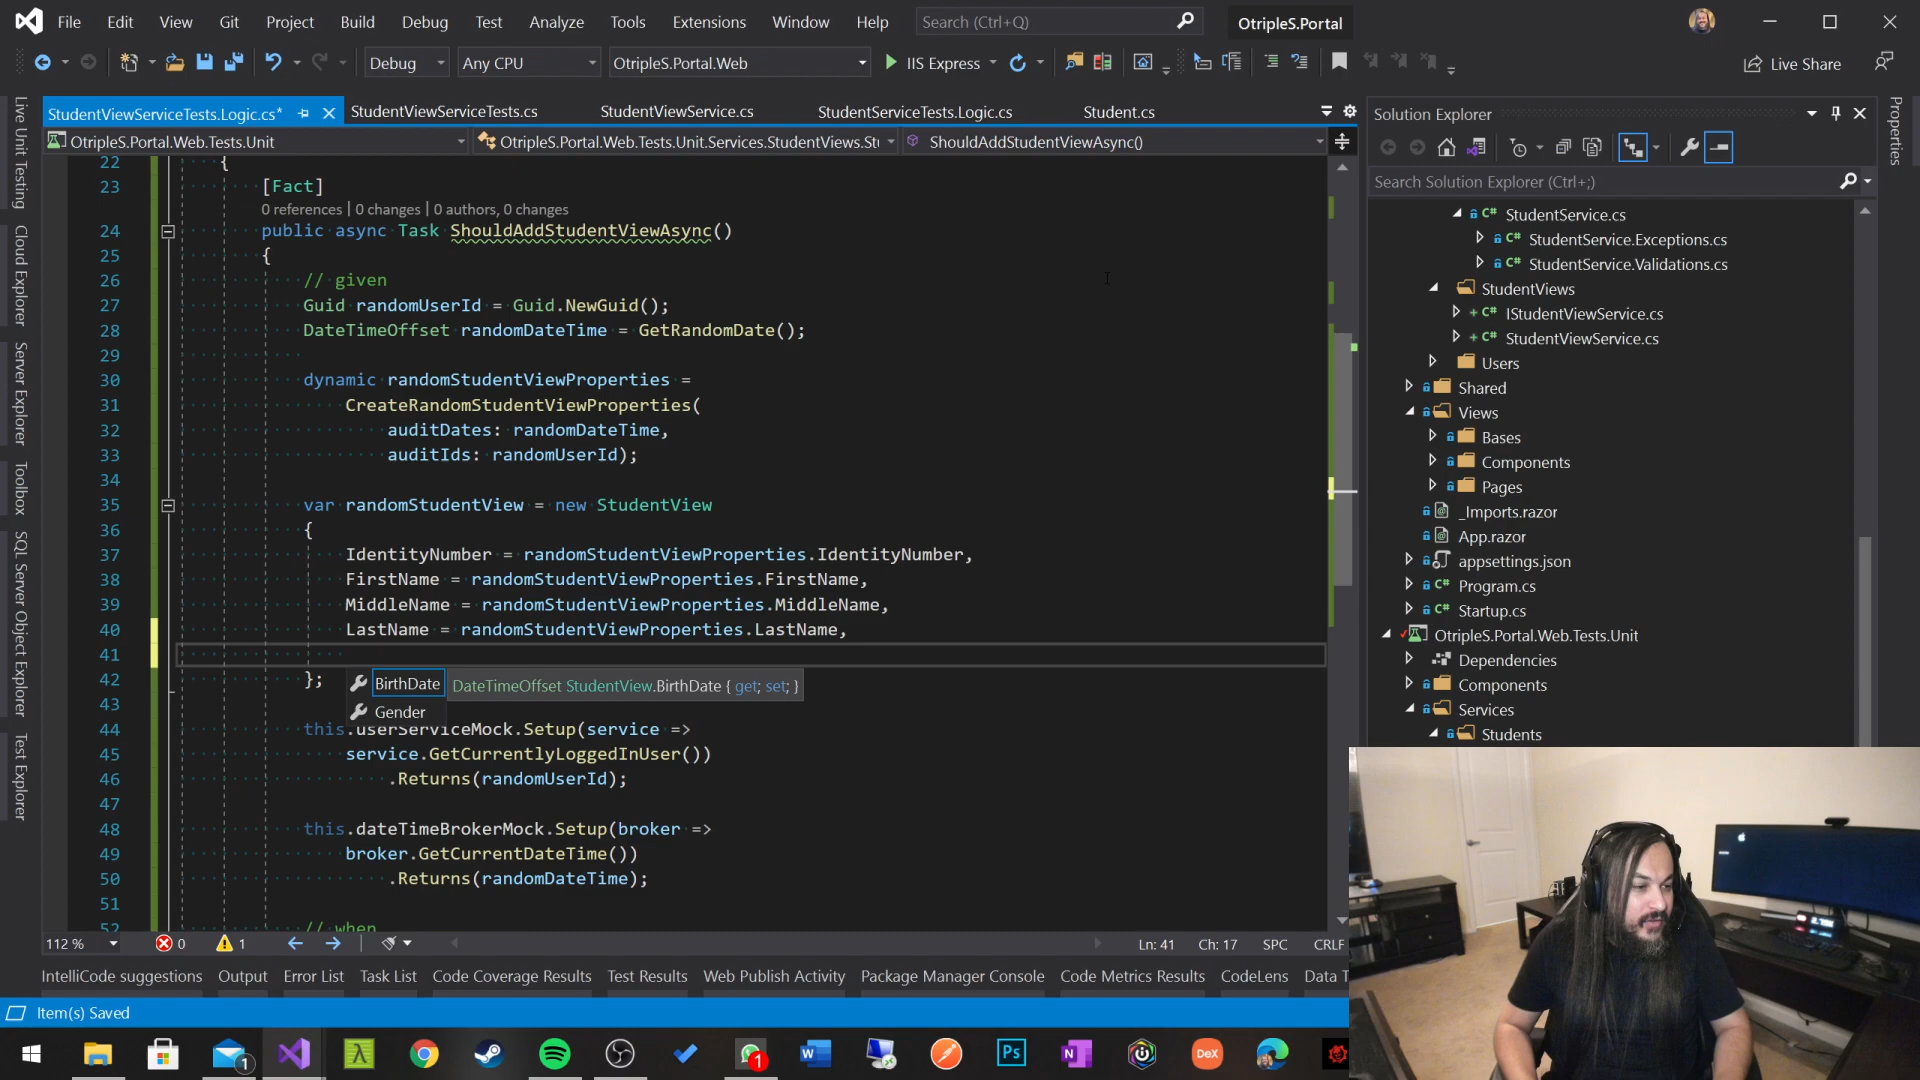 File Edit View Git Project Build Debug Test Analyze Tools Extensions Window Help Search (Ctrl+Q) OtripleS.Portal
Debug Any CPU OtripleS.Portal.Web IIS Express Live Share
StudentViewServiceTests.Logic.cs* StudentViewServiceTests.cs StudentViewService.cs StudentServiceTests.Logic.cs Student.cs
OtripleS.Portal.Web.Tests.Unit OtripleS.Portal.Web.Tests.Unit.Services.StudentViews.St ShouldAddStudentViewAsync()
Live Unit Testing
Cloud Explorer
Server Explorer
Toolbox
SQL Server Object Explorer
Test Explorer
22 {
23 [Fact]
0 references | 0 changes | 0 authors, 0 changes
24 public async Task ShouldAddStudentViewAsync()
25 {
26 // given
27 Guid randomUserId = Guid.NewGuid();
28 DateTimeOffset randomDateTime = GetRandomDate();
29
30 dynamic randomStudentViewProperties =
31 CreateRandomStudentViewProperties(
32 auditDates: randomDateTime,
33 auditIds: randomUserId);
34
35 var randomStudentView = new StudentView
36 {
37 IdentityNumber = randomStudentViewProperties.IdentityNumber,
38 FirstName = randomStudentViewProperties.FirstName,
39 MiddleName = randomStudentViewProperties.MiddleName,
40 LastName = randomStudentViewProperties.LastName,
41
42 };
BirthDate DateTimeOffset StudentView.BirthDate { get; set; }
Gender
43
44 this.userServiceMock.Setup(service =>
45 service.GetCurrentlyLoggedInUser())
46 .Returns(randomUserId);
47
48 this.dateTimeBrokerMock.Setup(broker =>
49 broker.GetCurrentDateTime())
50 .Returns(randomDateTime);
51
52 // when
112 % 0 1 Ln: 41 Ch: 17 SPC CRLF
IntelliCode suggestions Output Error List Task List Code Coverage Results Test Results Web Publish Activity Package Manager Console Code Metrics Results CodeLens Data T
Item(s) Saved
Solution Explorer
Search Solution Explorer (Ctrl+;)
C# StudentService.cs
C# StudentService.Exceptions.cs
C# StudentService.Validations.cs
StudentViews
C# IStudentViewService.cs
C# StudentViewService.cs
Users
Shared
Views
Bases
Components
Pages
_Imports.razor
App.razor
appsettings.json
C# Program.cs
C# Startup.cs
OtripleS.Portal.Web.Tests.Unit
Dependencies
Components
Services
Students
Properties
1 1 W Ps N DeX